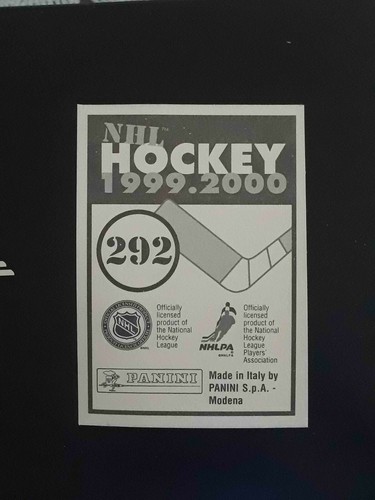 NHL™
HOCKEY
1999.2000
292
NHL
Officially
licensed
product of
the National
Hockey
League
NHLPA
Officially
licensed
product of
the National
Hockey
League
Players'
Association
PANINI
Made in Italy by
PANINI S.p.A. -
Modena